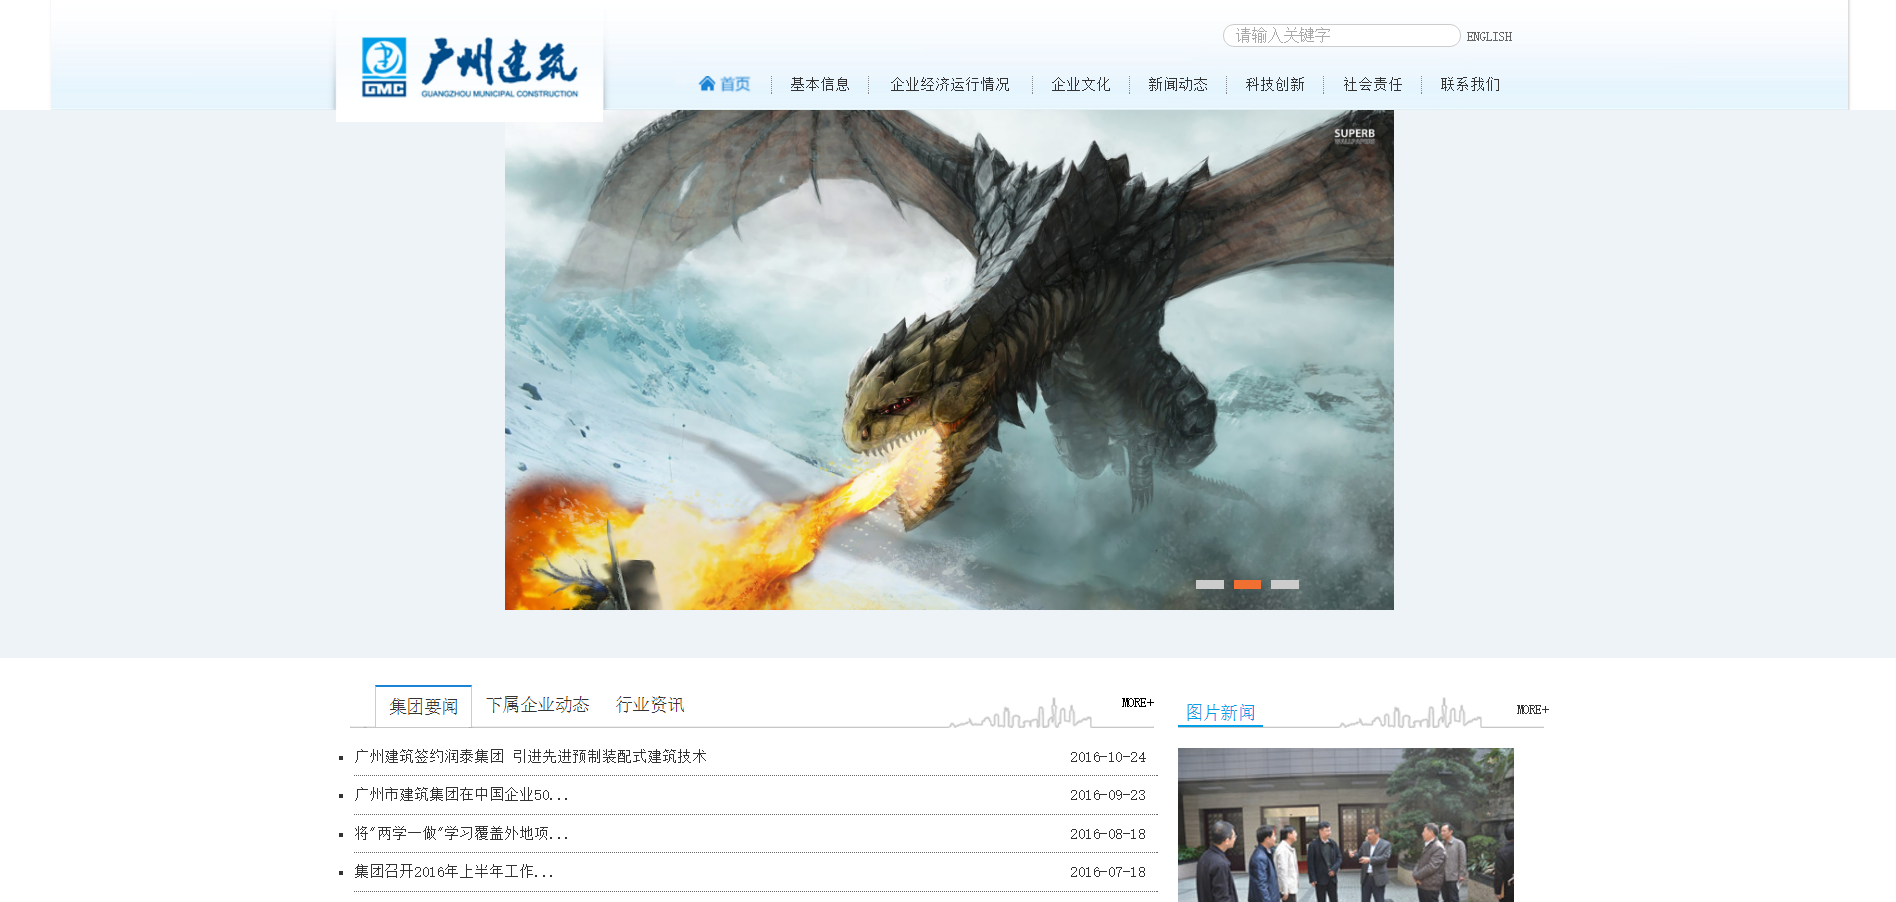 请输入关键字 ENGLISH
GMC 广州建筑
GUANGZHOU MUNICIPAL CONSTRUCTION
首页 基本信息 企业经济运行情况 企业文化 新闻动态 科技创新 社会责任 联系我们
SUPERB
WALLPAPERS
集团要闻 下属企业动态 行业资讯 MORE+
图片新闻 MORE+
广州建筑签约润泰集团 引进先进预制装配式建筑技术 2016-10-24
广州市建筑集团在中国企业50... 2016-09-23
将"两学一做"学习覆盖外地项... 2016-08-18
集团召开2016年上半年工作... 2016-07-18